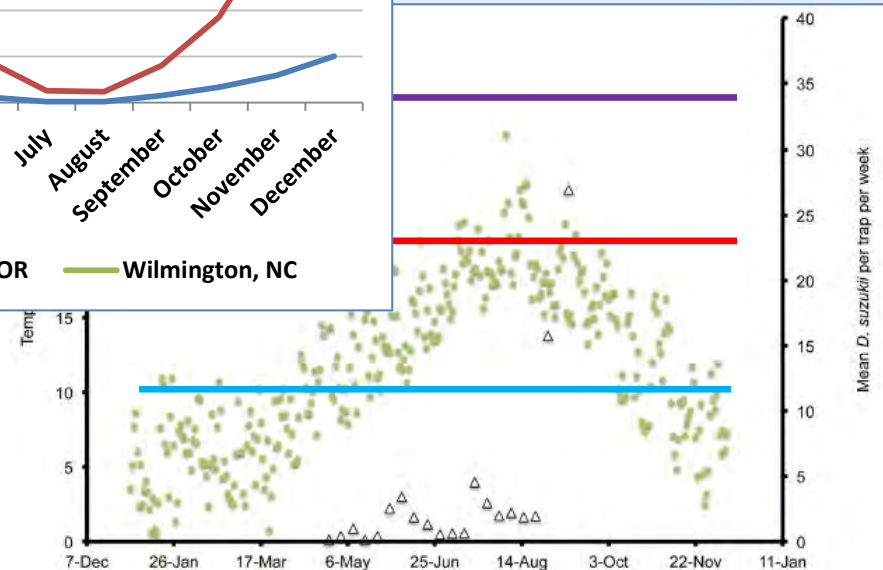 July
August
September
October
November
December
OR
Wilmington, NC
40
35
30
25
20
15
10
5
0
Mean D. suzukii per trap per week
Temp
15
10
5
0
7-Dec
26-Jan
17-Mar
6-May
25-Jun
14-Aug
3-Oct
22-Nov
11-Jan